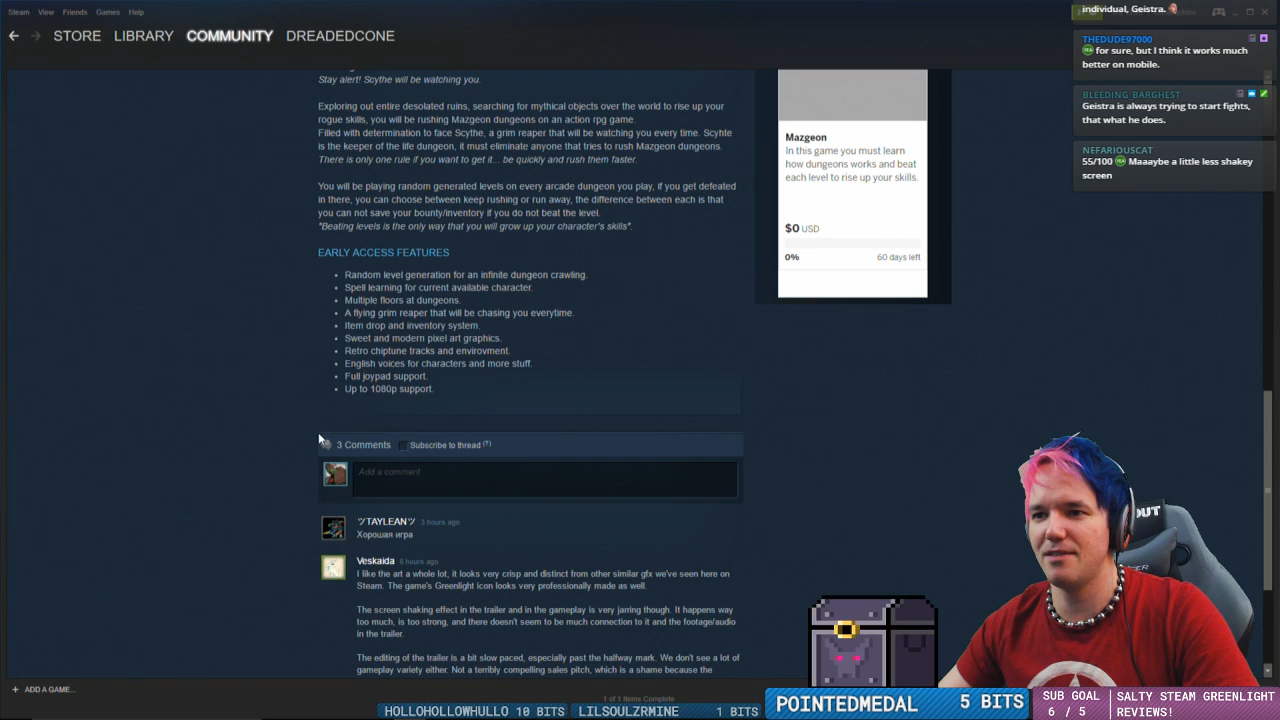 Steam View Friends Games Help
STORE LIBRARY COMMUNITY DREADEDCONE
Stay alert! Scythe will be watching you.
Exploring out entire desolated ruins, searching for mythical objects over the world to rise up your
rogue skills, you will be rushing Mazgeon dungeons on an action rpg game.
Filled with determination to face Scythe, a grim reaper that will be watching you every time. Scyhte
is the keeper of the life dungeon, it must eliminate anyone that tries to rush Mazgeon dungeons.
There is only one rule if you want to get it... be quickly and rush them faster.
You will be playing random generated levels on every arcade dungeon you play, if you get defeated
in there, you can choose between keep rushing or run away, the difference between each is that
you can not save your bounty/inventory if you do not beat the level.
"Beating levels is the only way that you will grow up your character's skills".
EARLY ACCESS FEATURES
• Random level generation for an infinite dungeon crawling.
• Spell learning for current available character.
• Multiple floors at dungeons.
• A flying grim reaper that will be chasing you everytime.
• Item drop and inventory system.
• Sweet and modern pixel art graphics.
• Retro chiptune tracks and envirovment.
• English voices for characters and more stuff.
• Full joypad support.
• Up to 1080p support.
3 Comments Subscribe to thread (?)
Add a comment
ツTAYLEANツ 3 hours ago
Хорошая игра
Veskaida 6 hours ago
I like the art a whole lot, it looks very crisp and distinct from other similar gfx we've seen here on
Steam. The game's Greenlight icon looks very professionally made as well.
The screen shaking effect in the trailer and in the gameplay is very jarring though. It happens way
too much, is too strong, and there doesn't seem to be much connection to it and the footage/audio
in the trailer.
The editing of the trailer is a bit slow paced, especially past the halfway mark. We don't see a lot of
gameplay variety either. Not a terribly compelling sales pitch, which is a shame because the
Mazgeon
In this game you must learn
how dungeons works and beat
each level to rise up your skills.
$0 USD
0% 60 days left
individual, Geistra.
THEDUDE97000
for sure, but I think it works much
better on mobile.
BLEEDING-BARGHEST
Geistra is always trying to start fights,
that what he does.
NEFARIOUSCAT
55/100 Maaaybe a little less shakey
screen
OUT
+ ADD A GAME...
1 of 1 Items Complete
HOLLOHOLLOWHULLO 10 BITS LILSOULZRMINE 1 BITS
POINTEDMEDAL 5 BITS
SUB GOAL
6 / 5
SALTY STEAM GREENLIGHT
REVIEWS!